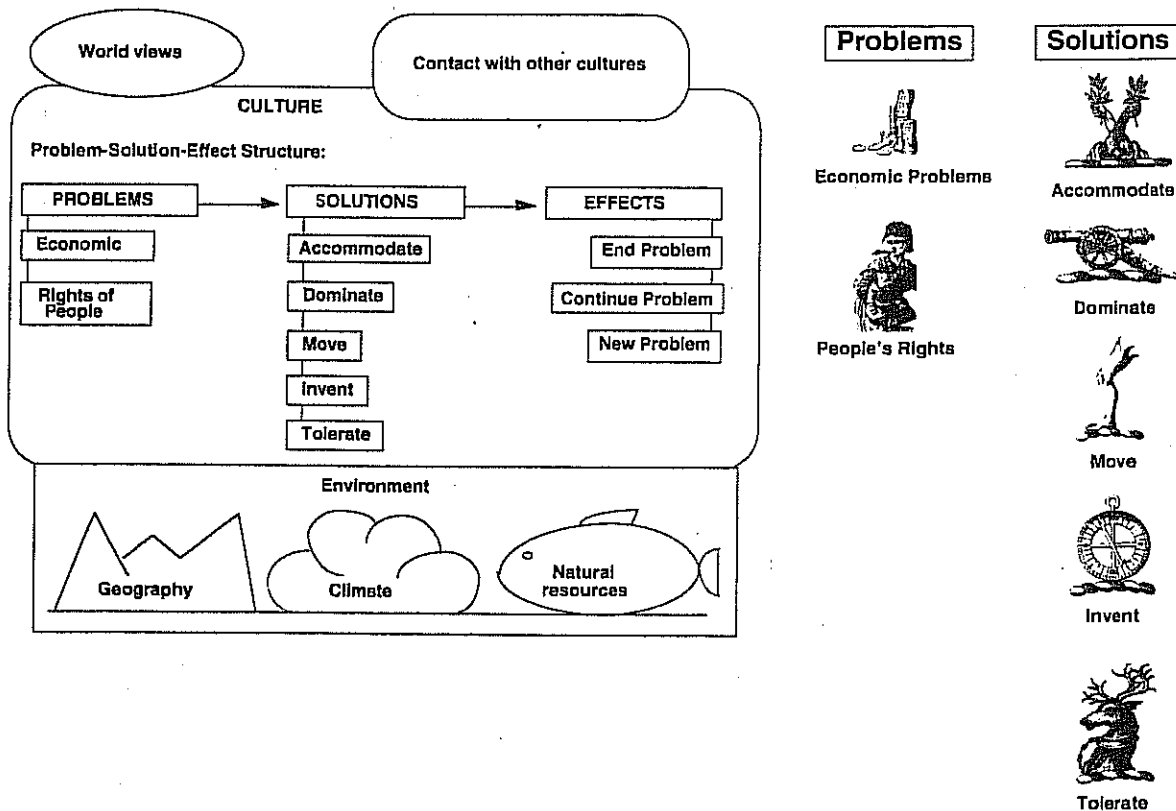 World views
Contact with other cultures
CULTURE
Problem-Solution-Effect Structure:
PROBLEMS
Economic
Rights of
People
SOLUTIONS
Accommodate
Dominate
Move
Invent
Tolerate
EFFECTS
End Problem
Continue Problem
New Problem
Environment
Geography
Climate
Natural
resources
Problems
Economic Problems
People's Rights
Solutions
Accommodate
Dominate
Move
Invent
Tolerate